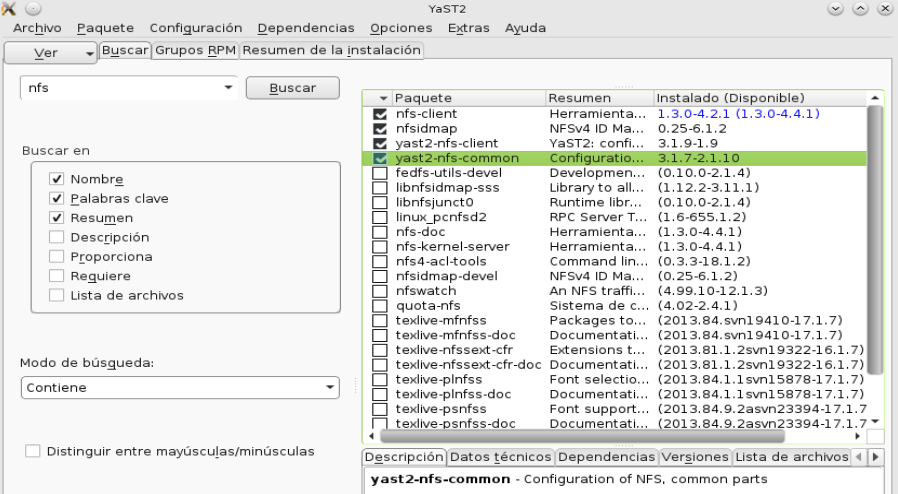 YaST2
Archivo Paquete Configuración Dependencias Opciones Extras Ayuda
Ver Buscar Grupos RPM Resumen de la instalación
nfs Buscar
Buscar en
Nombre
Palabras clave
Resumen
Descripción
Proporciona
Requiere
Lista de archivos
Modo de búsqueda:
Contiene
Distinguir entre mayúsculas/minúsculas
Paquete Resumen Instalado (Disponible)
nfs-client Herramienta... 1.3.0-4.2.1 (1.3.0-4.4.1)
nfsidmap NFSv4 ID Ma... 0.25-6.1.2
yast2-nfs-client YaST2: confi... 3.1.9-1.9
yast2-nfs-common Configuratio... 3.1.7-2.1.10
fedfs-utils-devel Developmen... (0.10.0-2.1.4)
libnfsidmap-sss Library to all... (1.12.2-3.11.1)
libnfsjunct0 Runtime libr... (0.10.0-2.1.4)
linux_pcnfsd2 RPC Server T... (1.6-655.1.2)
nfs-doc Herramienta... (1.3.0-4.4.1)
nfs-kernel-server Herramienta... (1.3.0-4.4.1)
nfs4-acl-tools Command lin... (0.3.3-18.1.2)
nfsidmap-devel NFSv4 ID Ma... (0.25-6.1.2)
nfswatch An NFS traffi... (4.99.10-12.1.3)
quota-nfs Sistema de c... (4.02-2.4.1)
texlive-mfnfss Packages to... (2013.84.svn19410-17.1.7)
texlive-mfnfss-doc Documentati... (2013.84.svn19410-17.1.7)
texlive-nfssext-cfr Extensions t... (2013.81.1.2svn19322-16.1.7)
texlive-nfssext-cfr-doc Documentati... (2013.81.1.2svn19322-16.1.7)
texlive-plnfss Font selectio... (2013.84.1.1svn15878-17.1.7)
texlive-plnfss-doc Documentati... (2013.84.1.1svn15878-17.1.7)
texlive-psnfss Font support... (2013.84.9.2asvn23394-17.1.7
texlive-psnfss-doc Documentati... (2013.84.9.2asvn23394-17.1.7
Descripción Datos técnicos Dependencias Versiones Lista de archivos
yast2-nfs-common - Configuration of NFS, common parts